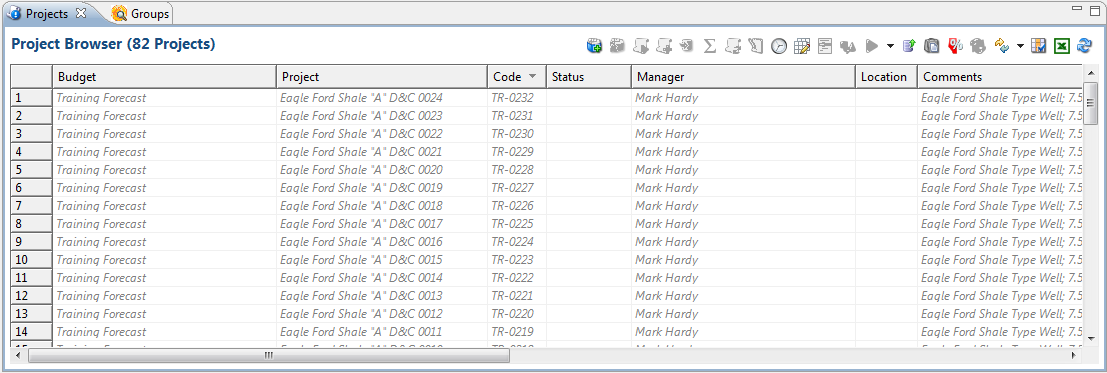 Projects Groups
Project Browser (82 Projects)
Budget Project Code Status Manager Location Comments
1 Training Forecast Eagle Ford Shale "A" D&C 0024 TR-0232 Mark Hardy Eagle Ford Shale Type Well; 7.5
2 Training Forecast Eagle Ford Shale "A" D&C 0023 TR-0231 Mark Hardy Eagle Ford Shale Type Well; 7.5
3 Training Forecast Eagle Ford Shale "A" D&C 0022 TR-0230 Mark Hardy Eagle Ford Shale Type Well; 7.5
4 Training Forecast Eagle Ford Shale "A" D&C 0021 TR-0229 Mark Hardy Eagle Ford Shale Type Well; 7.5
5 Training Forecast Eagle Ford Shale "A" D&C 0020 TR-0228 Mark Hardy Eagle Ford Shale Type Well; 7.5
6 Training Forecast Eagle Ford Shale "A" D&C 0019 TR-0227 Mark Hardy Eagle Ford Shale Type Well; 7.5
7 Training Forecast Eagle Ford Shale "A" D&C 0018 TR-0226 Mark Hardy Eagle Ford Shale Type Well; 7.5
8 Training Forecast Eagle Ford Shale "A" D&C 0017 TR-0225 Mark Hardy Eagle Ford Shale Type Well; 7.5
9 Training Forecast Eagle Ford Shale "A" D&C 0016 TR-0224 Mark Hardy Eagle Ford Shale Type Well; 7.5
10 Training Forecast Eagle Ford Shale "A" D&C 0015 TR-0223 Mark Hardy Eagle Ford Shale Type Well; 7.5
11 Training Forecast Eagle Ford Shale "A" D&C 0014 TR-0222 Mark Hardy Eagle Ford Shale Type Well; 7.5
12 Training Forecast Eagle Ford Shale "A" D&C 0013 TR-0221 Mark Hardy Eagle Ford Shale Type Well; 7.5
13 Training Forecast Eagle Ford Shale "A" D&C 0012 TR-0220 Mark Hardy Eagle Ford Shale Type Well; 7.5
14 Training Forecast Eagle Ford Shale "A" D&C 0011 TR-0219 Mark Hardy Eagle Ford Shale Type Well; 7.5